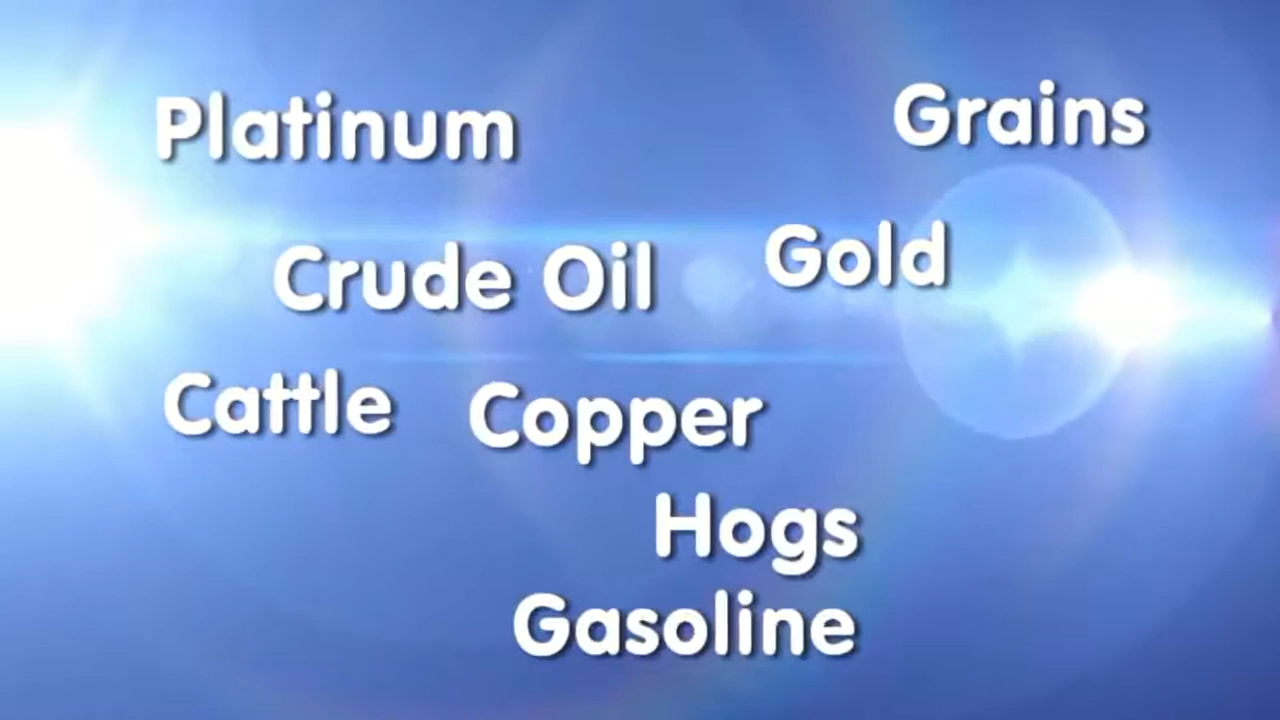 Platinum
Grains
Crude Oil
Gold
Cattle
Copper
Hogs
Gasoline